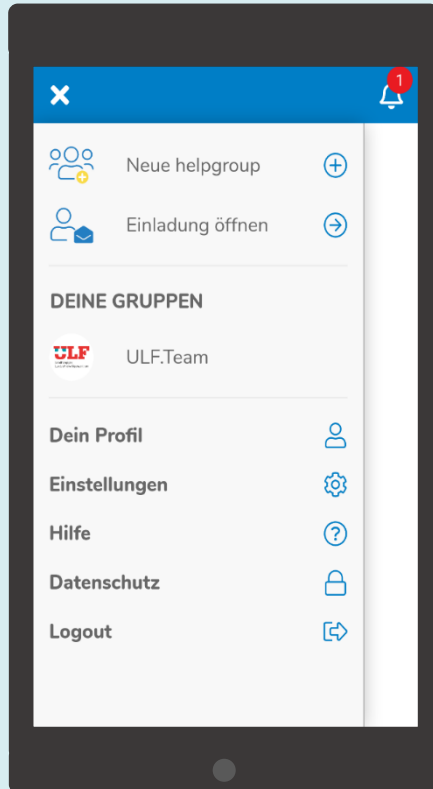 1
Neue helpgroup
Einladung öffnen
DEINE GRUPPEN
ULF
ULF.Team
Dein Profil
Einstellungen
Hilfe
Datenschutz
Logout